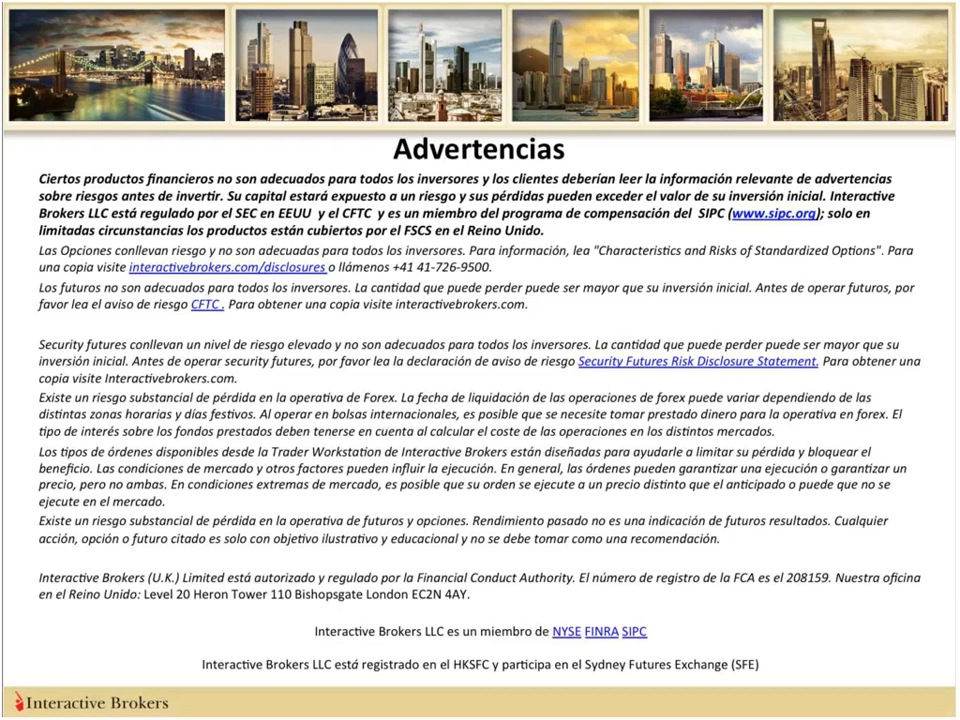 Advertencias
Ciertos productos financieros no son adecuados para todos los inversores y los clientes deberían leer la información relevante de advertencias
sobre riesgos antes de invertir. Su capital estará expuesto a un riesgo y sus pérdidas pueden exceder el valor de su inversión inicial. Interactive
Brokers LLC está regulado por el SEC en EEUU y el CFTC y es un miembro del programa de compensación del SIPC (www.sipc.org); solo en
limitadas circunstancias los productos están cubiertos por el FSCS en el Reino Unido.
Las Opciones conllevan riesgo y no son adecuadas para todos los inversores. Para información, lea "Characteristics and Risks of Standardized Options". Para
una copia visite interactivebrokers.com/disclosures o llámenos +41 41-726-9500.
Los futuros no son adecuados para todos los inversores. La cantidad que puede perder puede ser mayor que su inversión inicial. Antes de operar futuros, por
favor lea el aviso de riesgo CFTC . Para obtener una copia visite interactivebrokers.com.
Security futures conllevan un nivel de riesgo elevado y no son adecuados para todos los inversores. La cantidad que puede perder puede ser mayor que su
inversión inicial. Antes de operar security futures, por favor lea la declaración de aviso de riesgo Security Futures Risk Disclosure Statement. Para obtener una
copia visite Interactivebrokers.com.
Existe un riesgo substancial de pérdida en la operativa de Forex. La fecha de liquidación de las operaciones de forex puede variar dependiendo de las
distintas zonas horarias y días festivos. Al operar en bolsas internacionales, es posible que se necesite tomar prestado dinero para la operativa en forex. El
tipo de interés sobre los fondos prestados deben tenerse en cuenta al calcular el coste de las operaciones en los distintos mercados.
Los tipos de órdenes disponibles desde la Trader Workstation de Interactive Brokers están diseñadas para ayudarle a limitar su pérdida y bloquear el
beneficio. Las condiciones de mercado y otros factores pueden influir la ejecución. En general, las órdenes pueden garantizar una ejecución o garantizar un
precio, pero no ambas. En condiciones extremas de mercado, es posible que su orden se ejecute a un precio distinto que el anticipado o puede que no se
ejecute en el mercado.
Existe un riesgo substancial de pérdida en la operativa de futuros y opciones. Rendimiento pasado no es una indicación de futuros resultados. Cualquier
acción, opción o futuro citado es solo con objetivo ilustrativo y educacional y no se debe tomar como una recomendación.
Interactive Brokers (U.K.) Limited está autorizado y regulado por la Financial Conduct Authority. El número de registro de la FCA es el 208159. Nuestra oficina
en el Reino Unido: Level 20 Heron Tower 110 Bishopsgate London EC2N 4AY.
Interactive Brokers LLC es un miembro de NYSE FINRA SIPC
Interactive Brokers LLC está registrado en el HKSFC y participa en el Sydney Futures Exchange (SFE)
Interactive Brokers